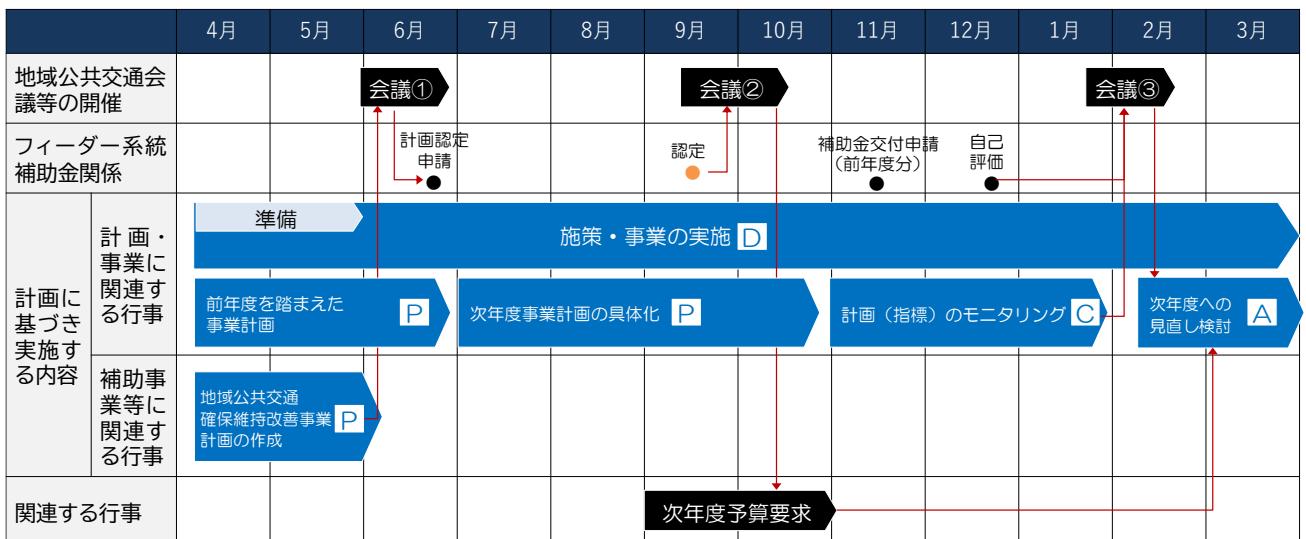 4月
5月
6月
7月
8月
9月
10月
11月
12月
1月
2月
3月
地域公共交通会
議等の開催
会議①
会議②
会議③
フィーダー系統
補助金関係
計画認定
申請
認定
補助金交付申請
（前年度分）
自己
評価
計画に
基づき
実施す
る内容
計 画・
事業に
関連す
る行事
準備
施策・事業の実施 D
前年度を踏まえた
事業計画
P
次年度事業計画の具体化 P
計画（指標）のモニタリング C
次年度への
見直し検討
A
補助事
業等に
関連す
る行事
地域公共交通
確保維持改善事業
計画の作成
P
関連する行事
次年度予算要求